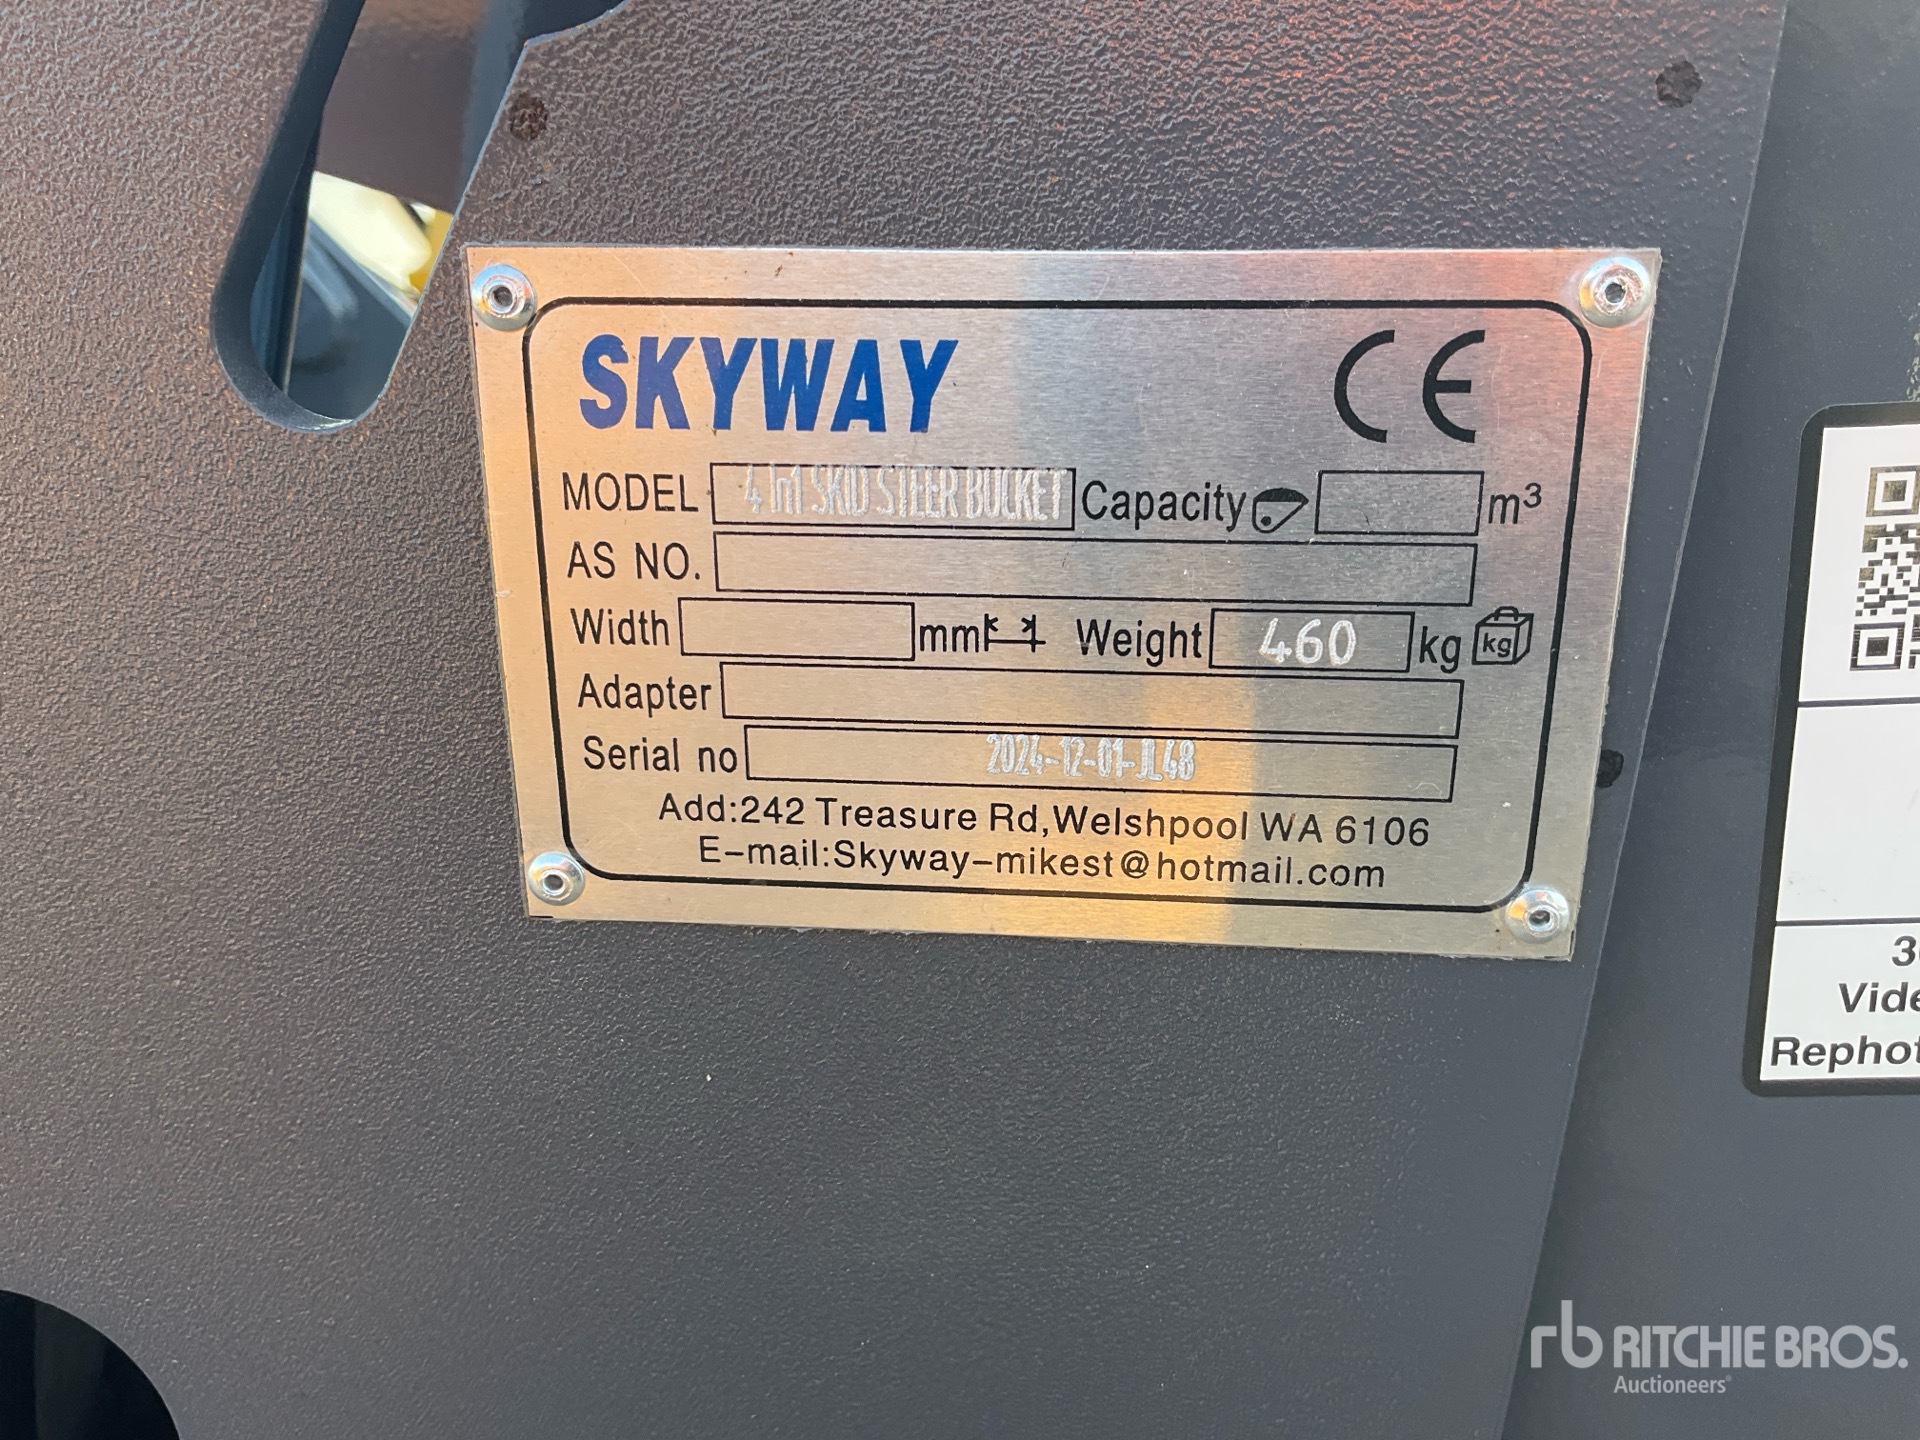 SKYWAY CE
MODEL 4 In1 SKID STEER BUCKET Capacity m³
AS NO.
Width mm Weight 460 kg kg
Adapter
Serial no 2024-12-01-JL48
Add:242 Treasure Rd,Welshpool WA 6106
E-mail:Skyway-mikest@hotmail.com
Rephot
rb RITCHIE BROS.
Auctioneers